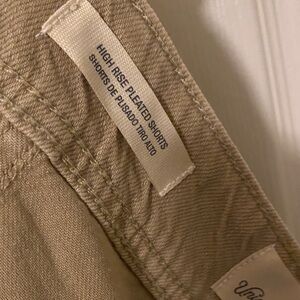 HIGH RISE PLEATED SHORTS
SHORTS DE PLISADO TIRO ALTO